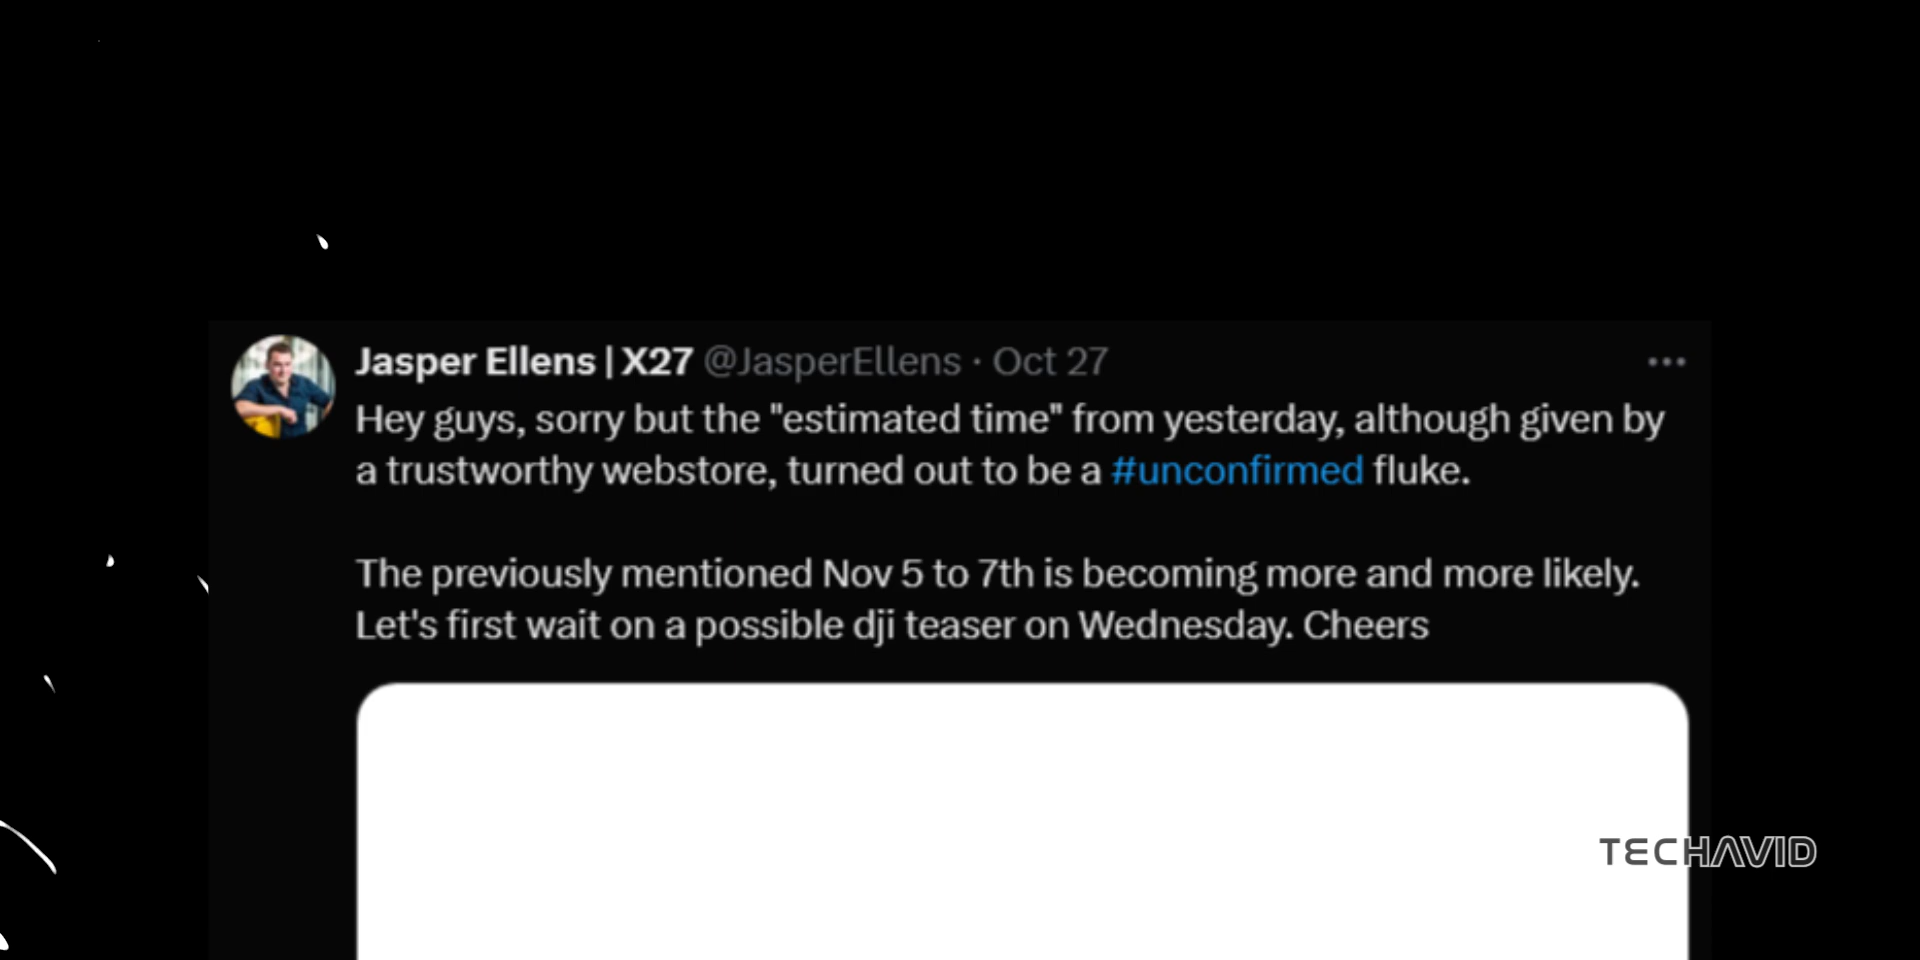 Jasper Ellens | X27 @JasperEllens · Oct 27
Hey guys, sorry but the "estimated time" from yesterday, although given by
a trustworthy webstore, turned out to be a #unconfirmed fluke.
The previously mentioned Nov 5 to 7th is becoming more and more likely.
Let's first wait on a possible dji teaser on Wednesday. Cheers
TECHAVID